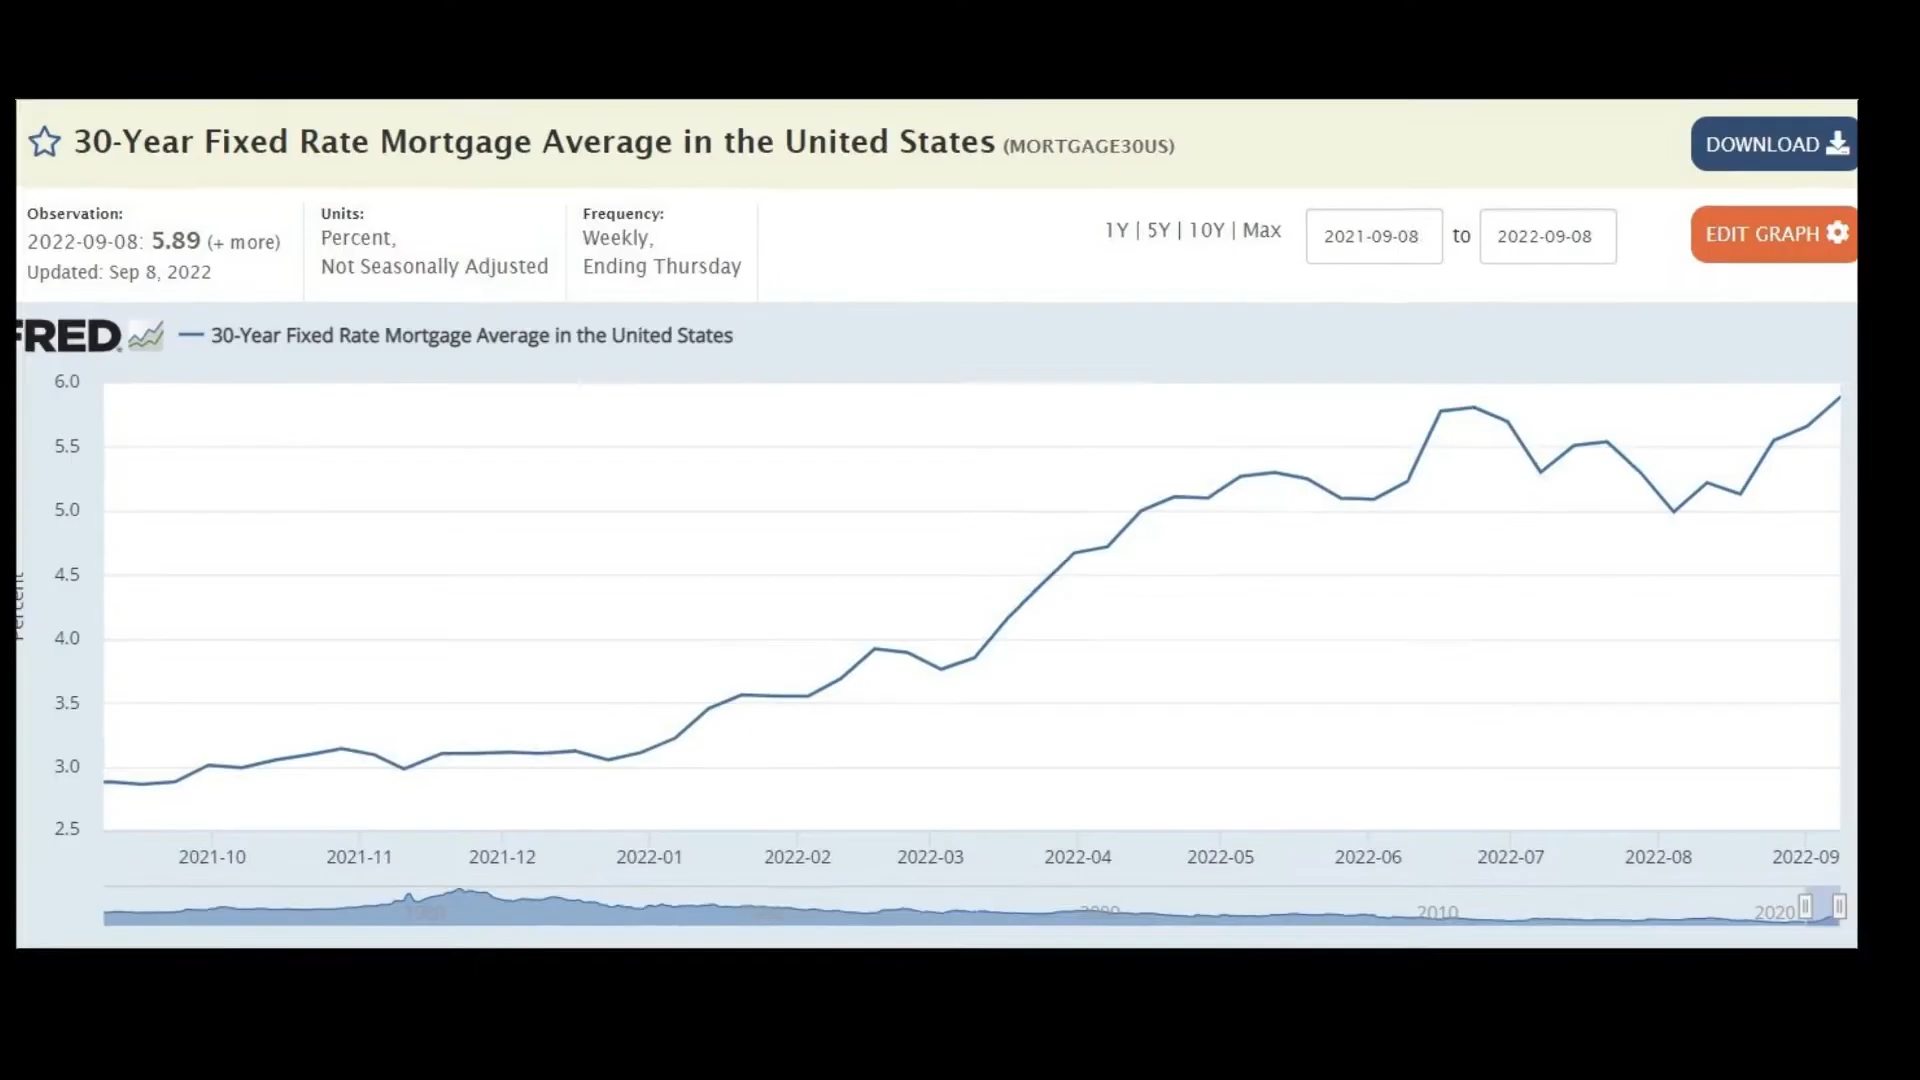 30-Year Fixed Rate Mortgage Average in the United States (MORTGAGE30US)
DOWNLOAD
Observation:
2022-09-08: 5.89 (+ more)
Updated: Sep 8, 2022
Units:
Percent,
Not Seasonally Adjusted
Frequency:
Weekly,
Ending Thursday
1Y | 5Y | 10Y | Max
2021-09-08 to 2022-09-08
EDIT GRAPH
FRED
30-Year Fixed Rate Mortgage Average in the United States
Percent
6.0
5.5
5.0
4.5
4.0
3.5
3.0
2.5
2021-10 2021-11 2021-12 2022-01 2022-02 2022-03 2022-04 2022-05 2022-06 2022-07 2022-08 2022-09
1980 2000 2010 2020